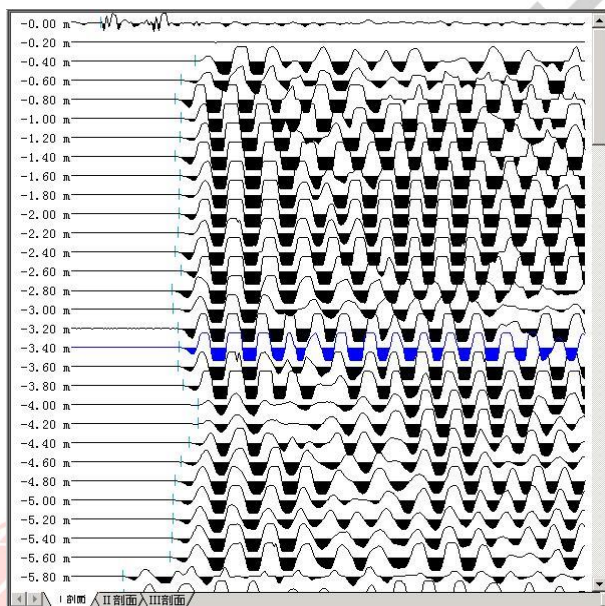 -0.00 m
-0.20 m
-0.40 m
-0.60 m
-0.80 m
-1.00 m
-1.20 m
-1.40 m
-1.60 m
-1.80 m
-2.00 m
-2.20 m
-2.40 m
-2.60 m
-2.80 m
-3.00 m
-3.20 m
-3.40 m
-3.60 m
-3.80 m
-4.00 m
-4.20 m
-4.40 m
-4.60 m
-4.80 m
-5.00 m
-5.20 m
-5.40 m
-5.60 m
-5.80 m
I剖面 II剖面 III剖面